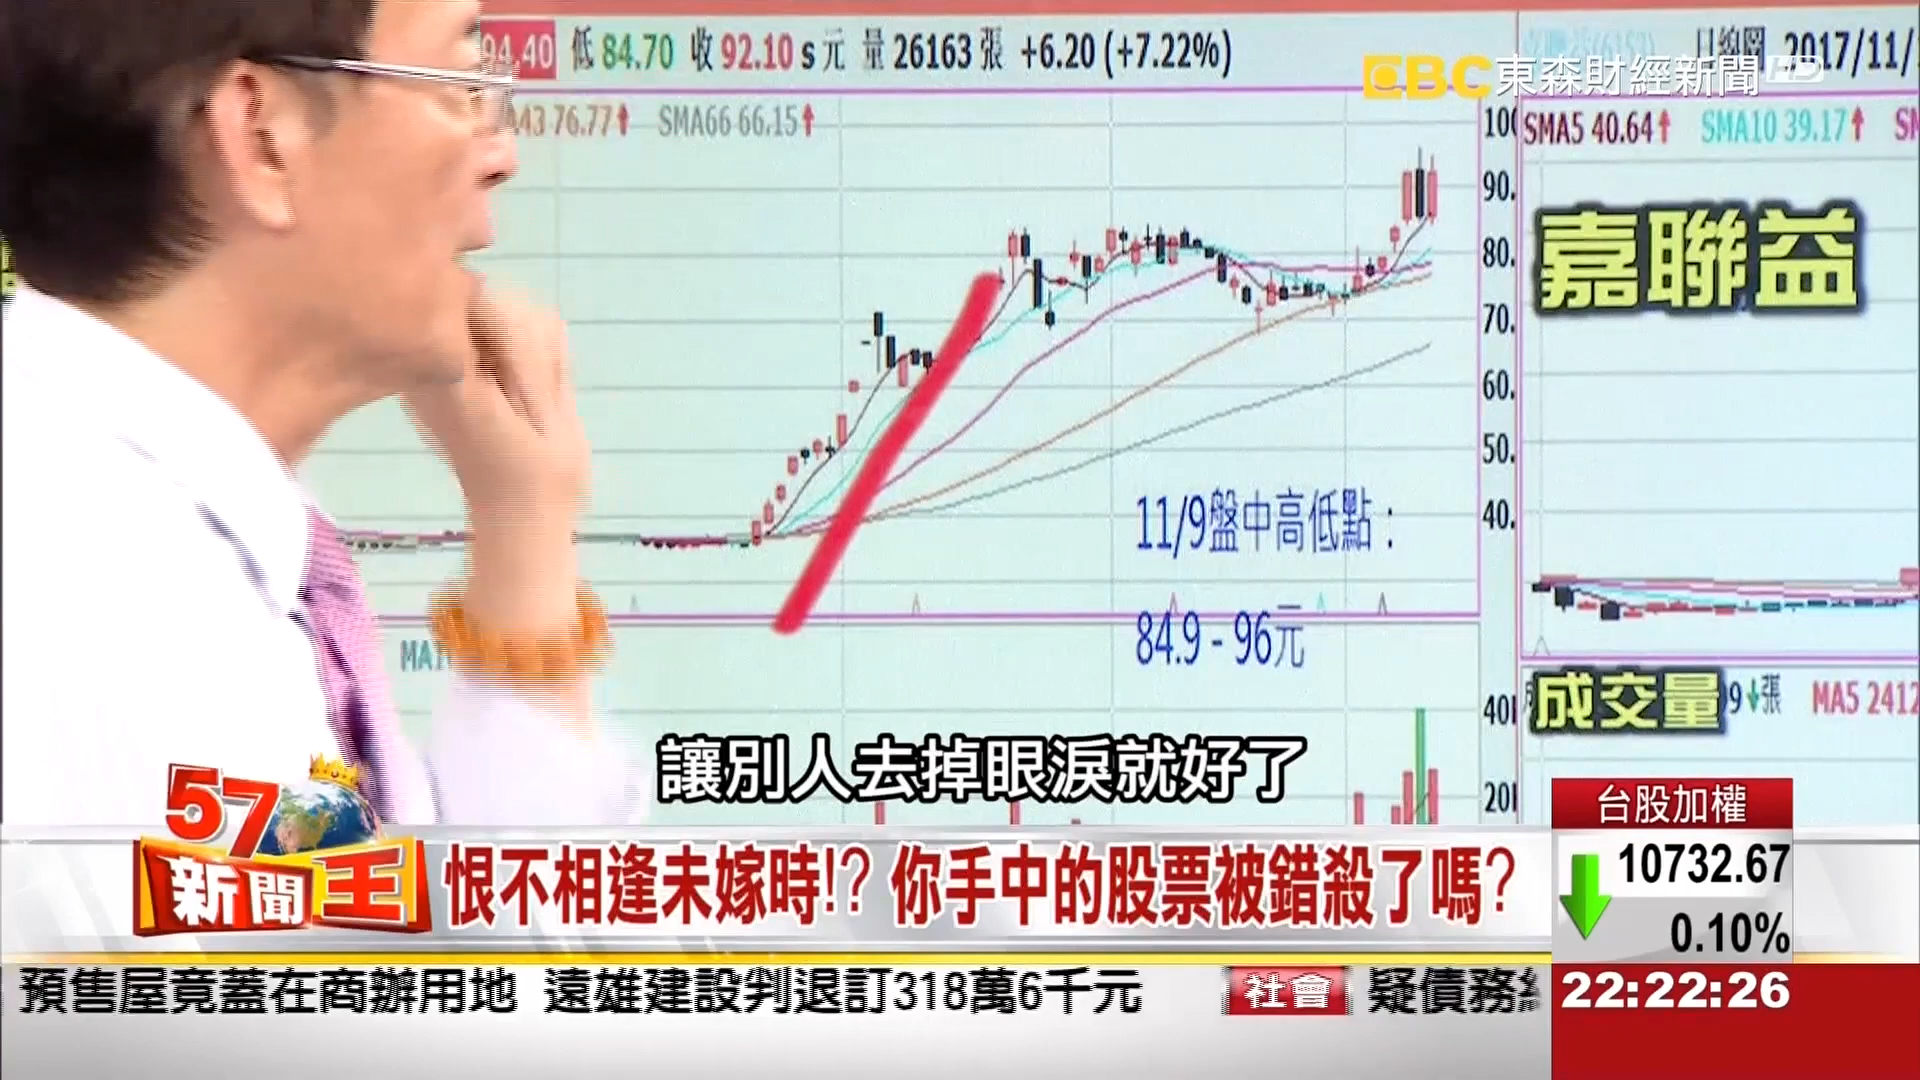 94.40 低 84.70 收 92.10 s 元 量 26163 張 +6.20 (+7.22%)
日線圖 2017/11/
EBC 東森財經新聞 HD
43 76.77↑ SMA66 66.15↑
SMA5 40.64↑ SMA10 39.17↑
90.
80.
70.
60.
50.
40.
嘉聯益
11/9盤中高低點：
84.9 - 96元
成交量
9↓張 MA5 2412
讓別人去掉眼淚就好了
57
新聞王
恨不相逢未嫁時!? 你手中的股票被錯殺了嗎?
台股加權
10732.67
0.10%
預售屋竟蓋在商辦用地 遠雄建設判退訂318萬6千元 社會 疑債務
22:22:26